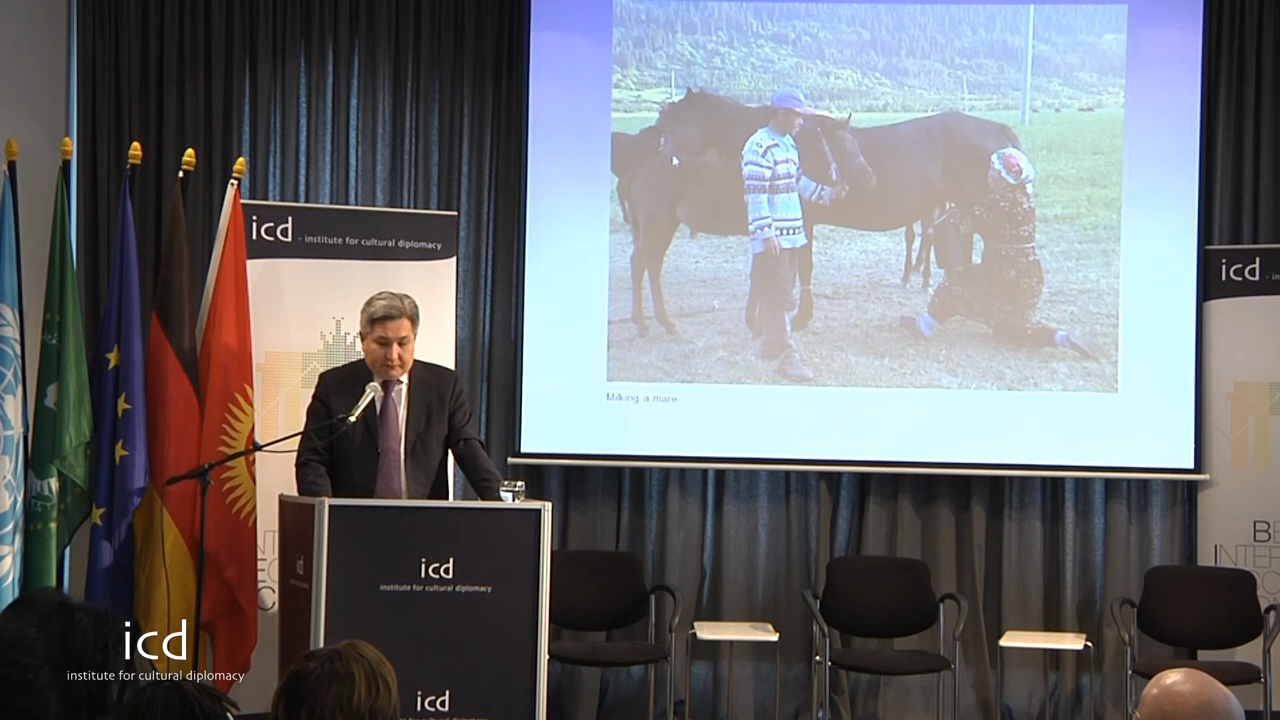 icd - institute for cultural diplomacy
Milking a mare
icd
icd
institute for cultural diplomacy
icd
icd
institute for cultural diplomacy